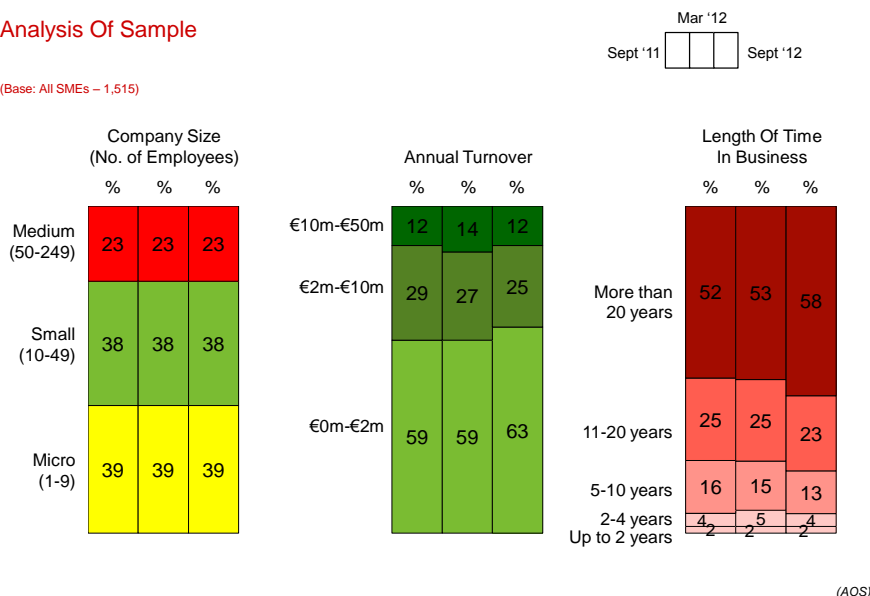 Analysis Of Sample
Mar ‘12
Sept ‘11
Sept ‘12
(Base: All SMEs – 1,515)
Company Size
(No. of Employees)
% % %
Medium
(50-249)
23 23 23
Small
(10-49)
38 38 38
Micro
(1-9)
39 39 39
Annual Turnover
% % %
€10m-€50m
12 14 12
€2m-€10m
29 27 25
€0m-€2m
59 59 63
Length Of Time
In Business
% % %
More than
20 years
52 53 58
11-20 years
25 25 23
5-10 years
16 15 13
2-4 years
4 5 4
Up to 2 years
2 2 2
(AOS)